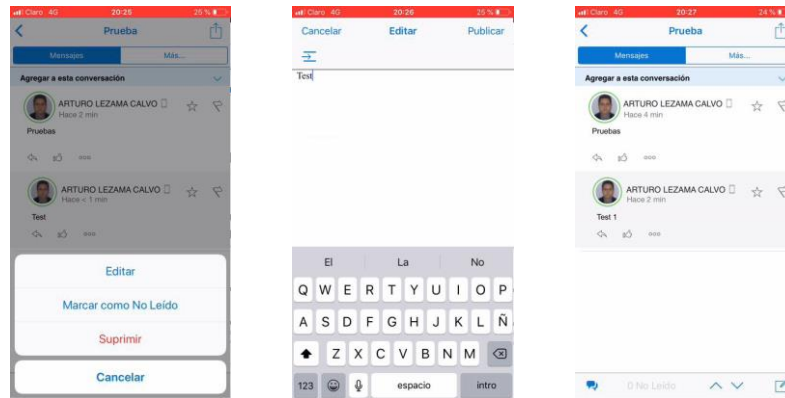 Claro 4G 20:25 25 %
Prueba
Mensajes Más...
Agregar a esta conversación
ARTURO LEZAMA CALVO
Hace 2 min
Pruebas
ARTURO LEZAMA CALVO
Hace < 1 min
Test
Editar
Marcar como No Leído
Suprimir
Cancelar
Claro 4G 20:26 25 %
Cancelar Editar Publicar
Test
El La No
Q W E R T Y U I O P
A S D F G H J K L Ñ
Z X C V B N M
123 espacio intro
Claro 4G 20:27 24 %
Prueba
Mensajes Más...
Agregar a esta conversación
ARTURO LEZAMA CALVO
Hace 4 min
Pruebas
ARTURO LEZAMA CALVO
Hace 2 min
Test 1
0 No Leído